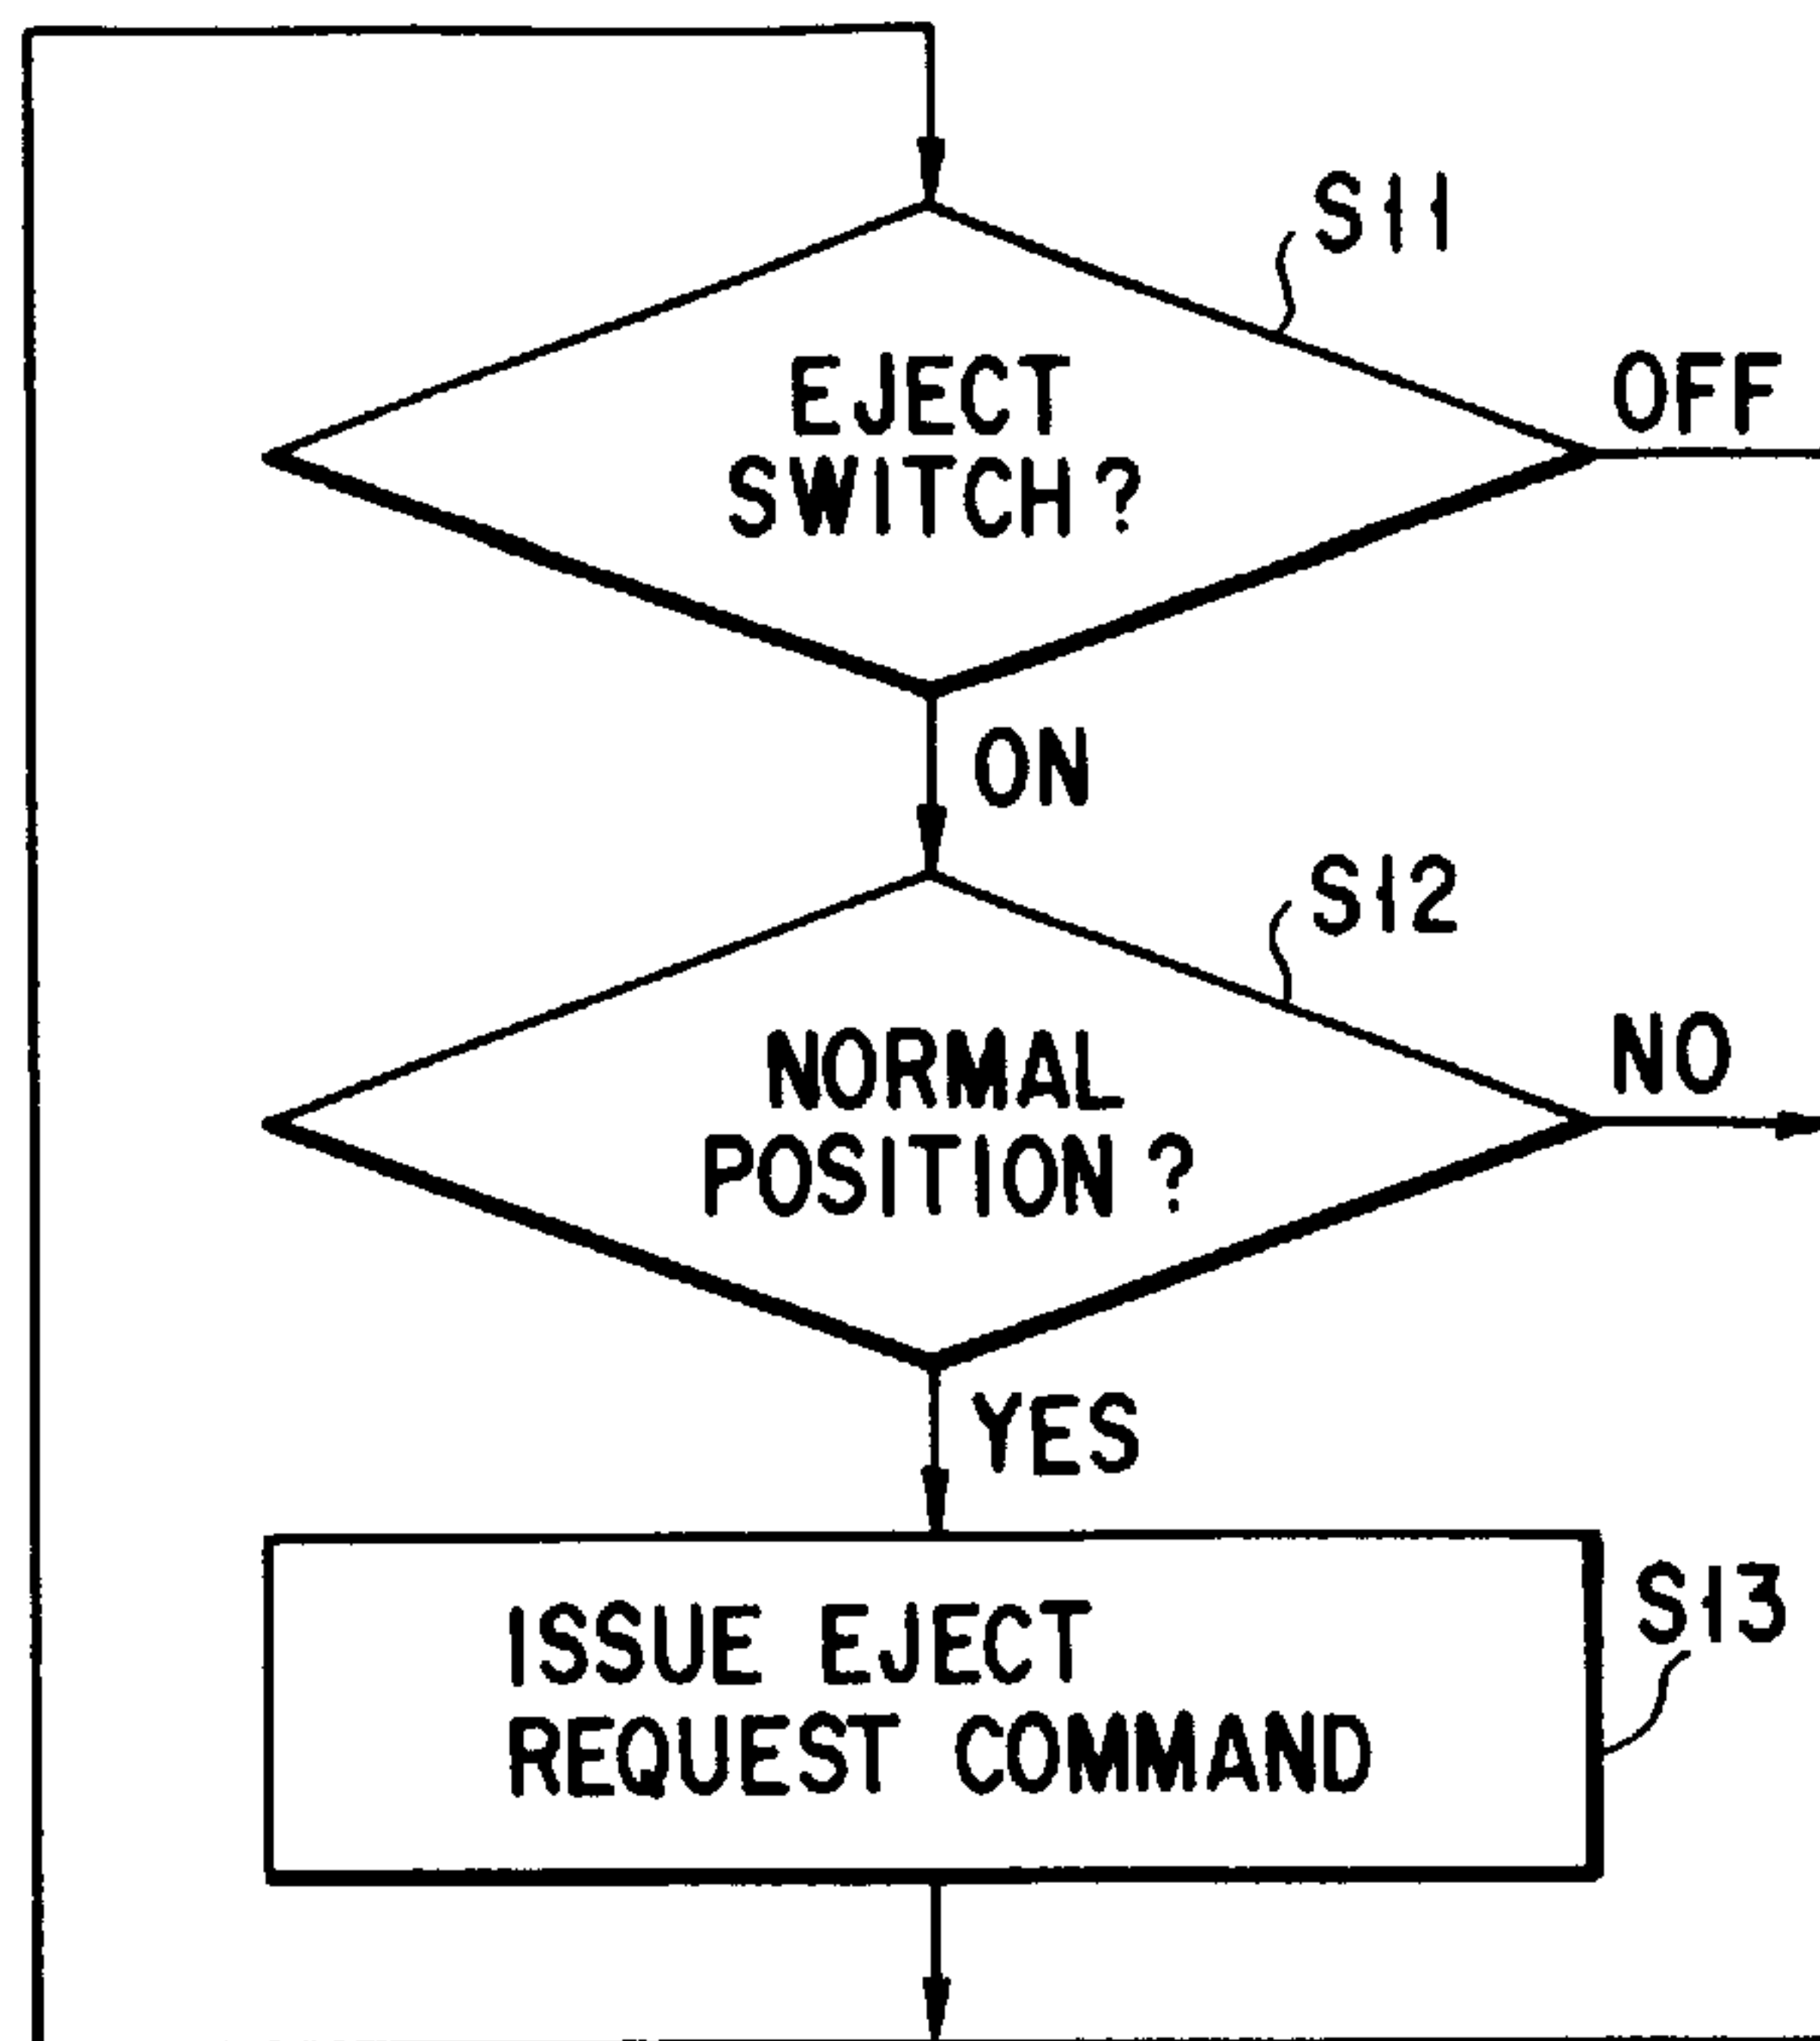 S11
EJECT
SWITCH?
OFF
ON
S12
NORMAL
POSITION?
NO
YES
ISSUE EJECT
REQUEST COMMAND
S13